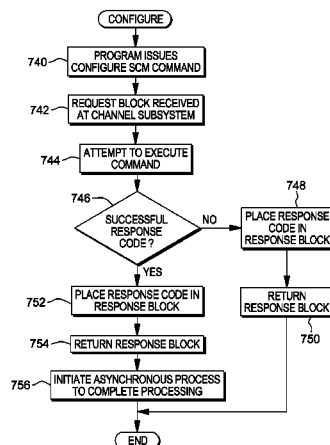 CONFIGURE
740
PROGRAM ISSUES
CONFIGURE SCM COMMAND
742
REQUEST BLOCK RECEIVED
AT CHANNEL SUBSYSTEM
744
ATTEMPT TO EXECUTE
COMMAND
746
SUCCESSFUL
RESPONSE
CODE ?
NO
748
PLACE RESPONSE
CODE IN
RESPONSE BLOCK
YES
752
PLACE RESPONSE CODE IN
RESPONSE BLOCK
RETURN
RESPONSE BLOCK
750
754
RETURN RESPONSE BLOCK
756
INITIATE ASYNCHRONOUS PROCESS
TO COMPLETE PROCESSING
END